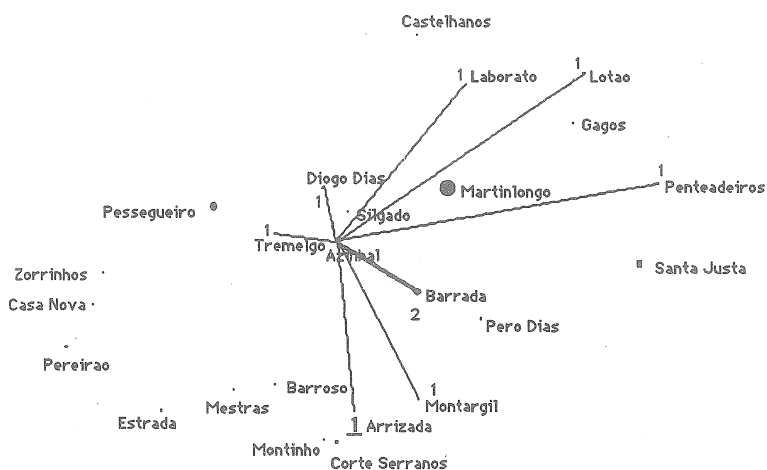 Castelhanos
1 Laborato
1 Lotao
Gagos
1 Penteadeiros
Diogo Dias
1
Martinlongo
Pessegueiro
Silgado
1
Tremelgo
Azinhal
Zorrinhos
Santa Justa
Casa Nova
Barrada
2
Pero Dias
Pereirao
Barroso
1
Mestras
Montargil
Estrada
1 Arrizada
Montinho
Corte Serranos